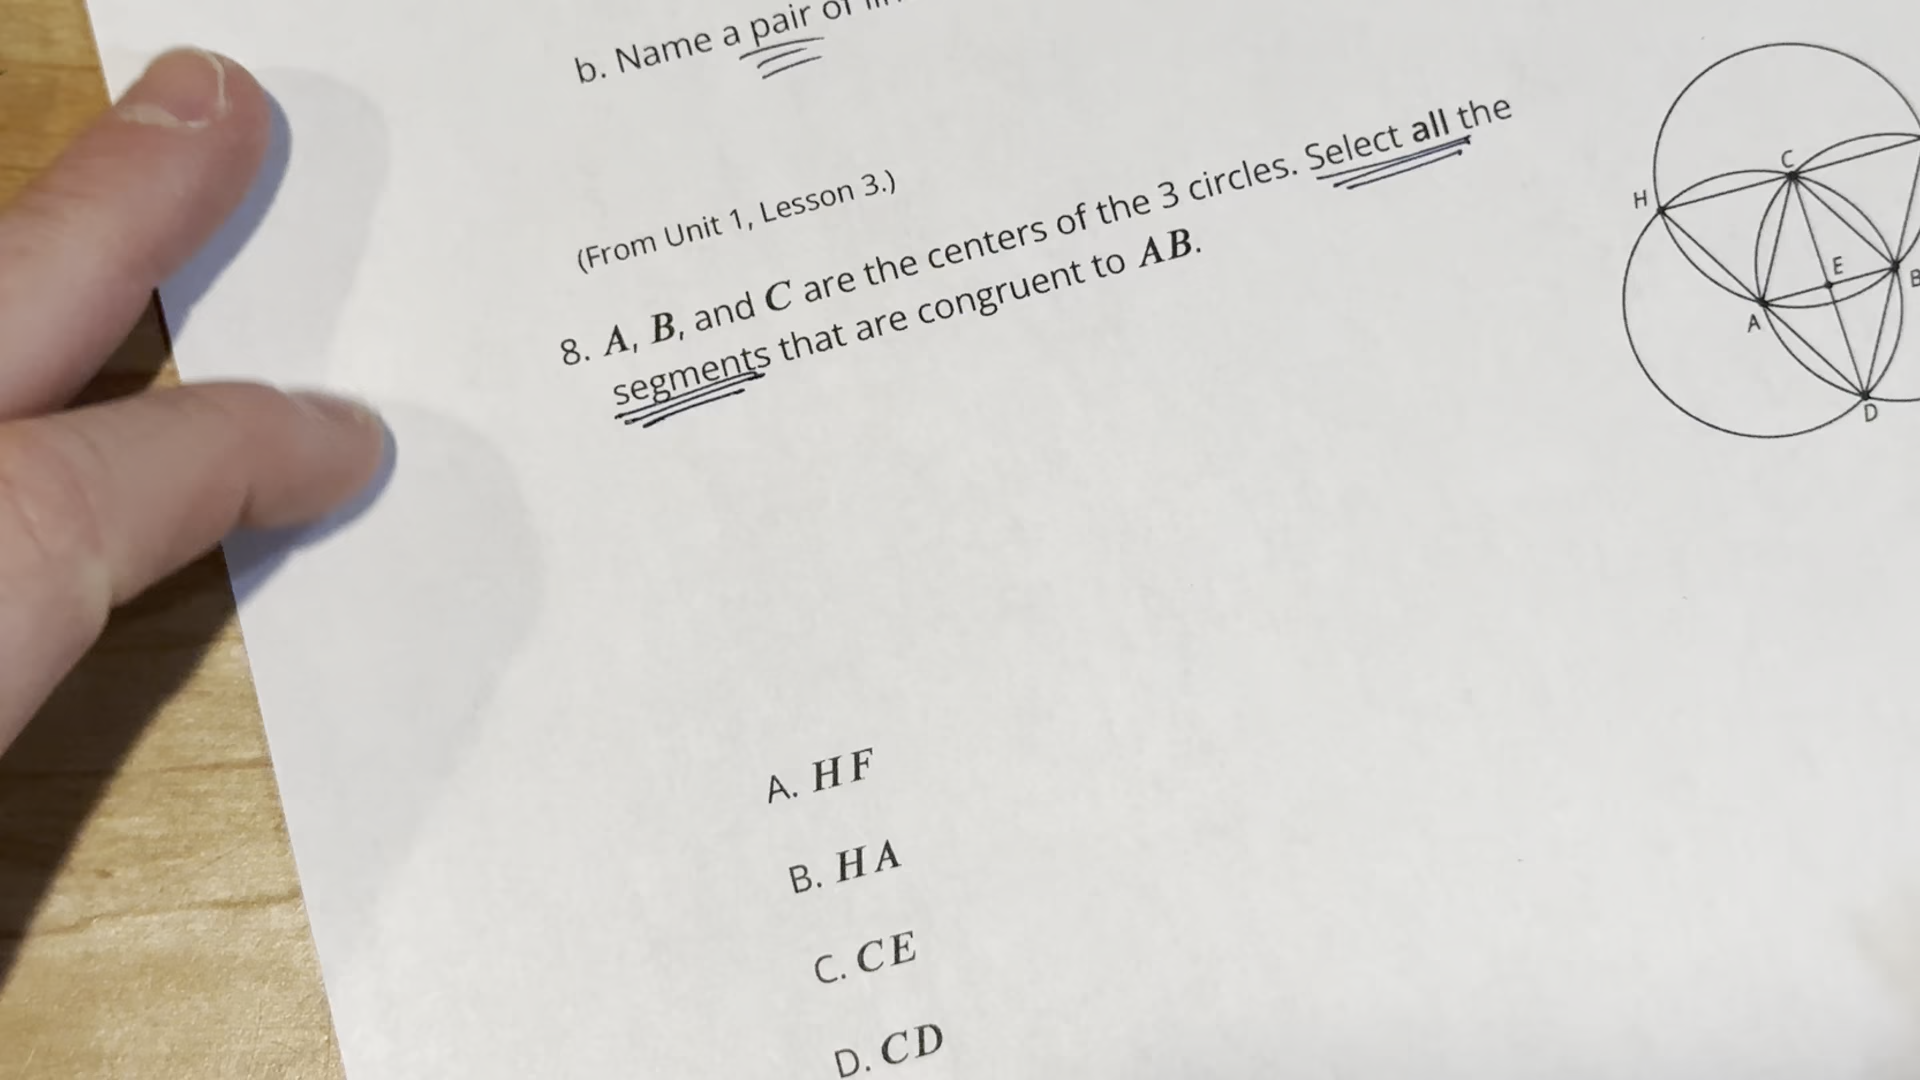 b. Name a pair of
(From Unit 1, Lesson 3.)
8. A, B, and C are the centers of the 3 circles. Select all the
segments that are congruent to AB.
C
H
E
B
A
D
A. HF
B. HA
C. CE
D. CD